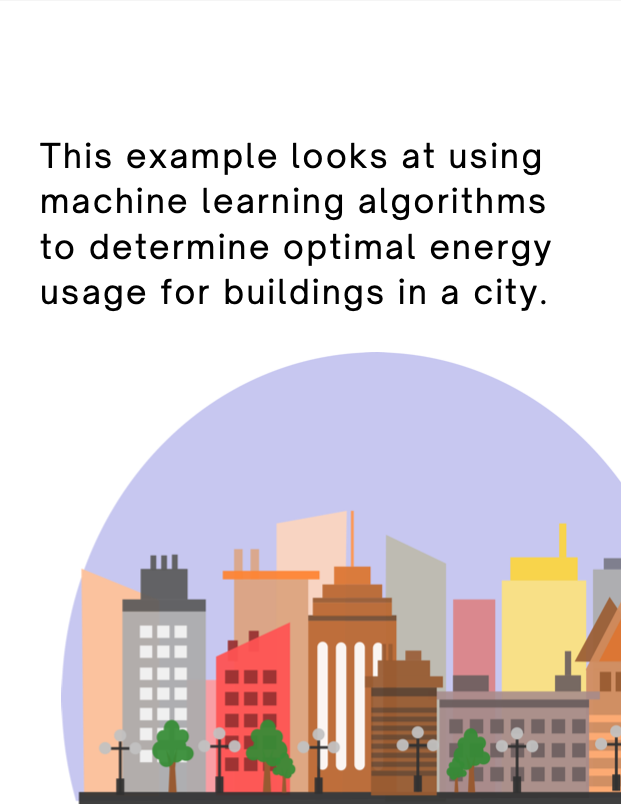 This example looks at using
machine learning algorithms
to determine optimal energy
usage for buildings in a city.